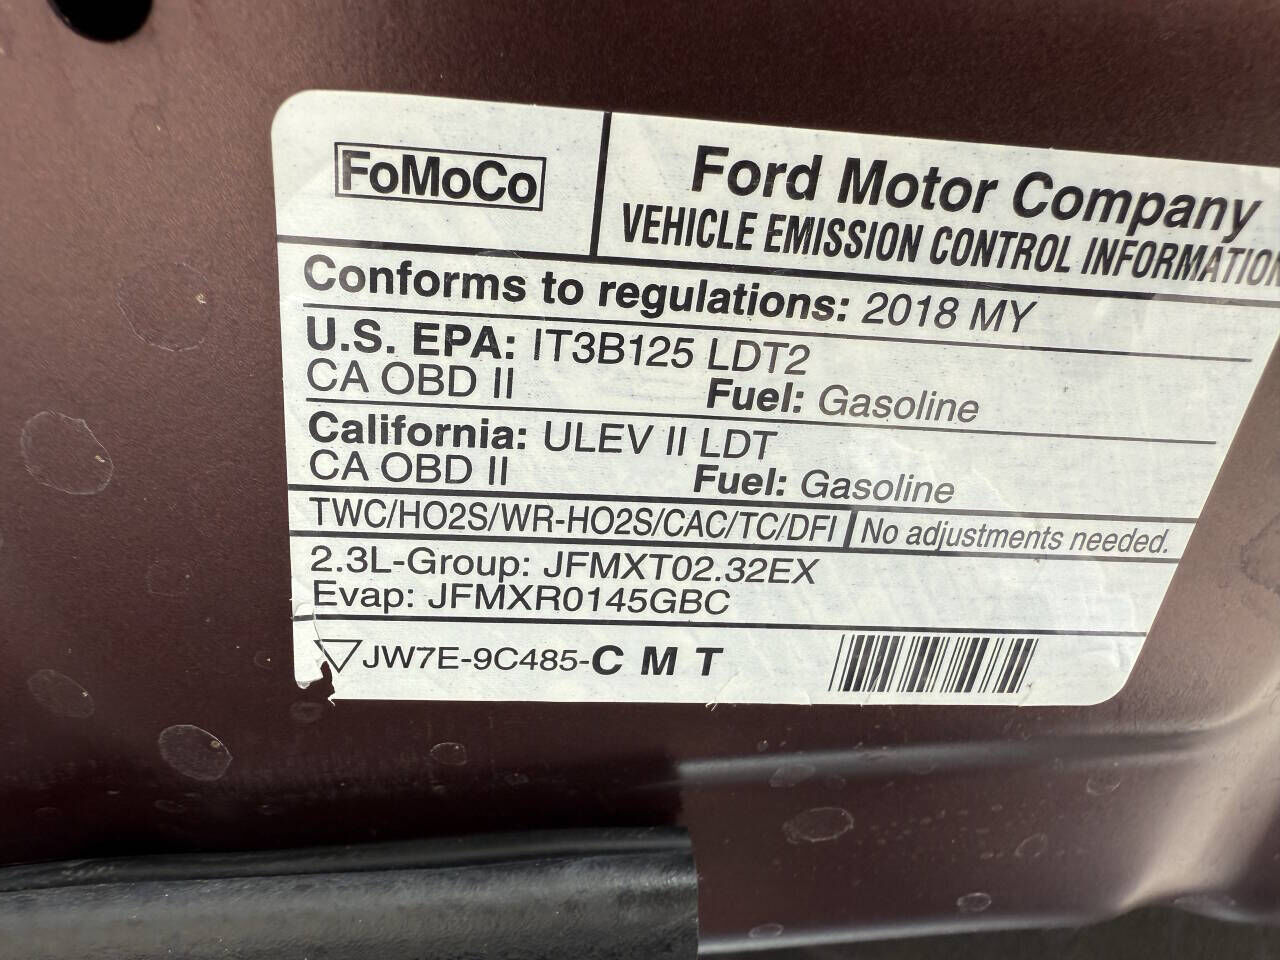 FoMoCo
Ford Motor Company
VEHICLE EMISSION CONTROL INFORMATION
Conforms to regulations: 2018 MY
U.S. EPA: IT3B125 LDT2
CA OBD II Fuel: Gasoline
California: ULEV II LDT
CA OBD II Fuel: Gasoline
TWC/HO2S/WR-HO2S/CAC/TC/DFI No adjustments needed.
2.3L-Group: JFMXT02.32EX
Evap: JFMXR0145GBC
JW7E-9C485-C M T